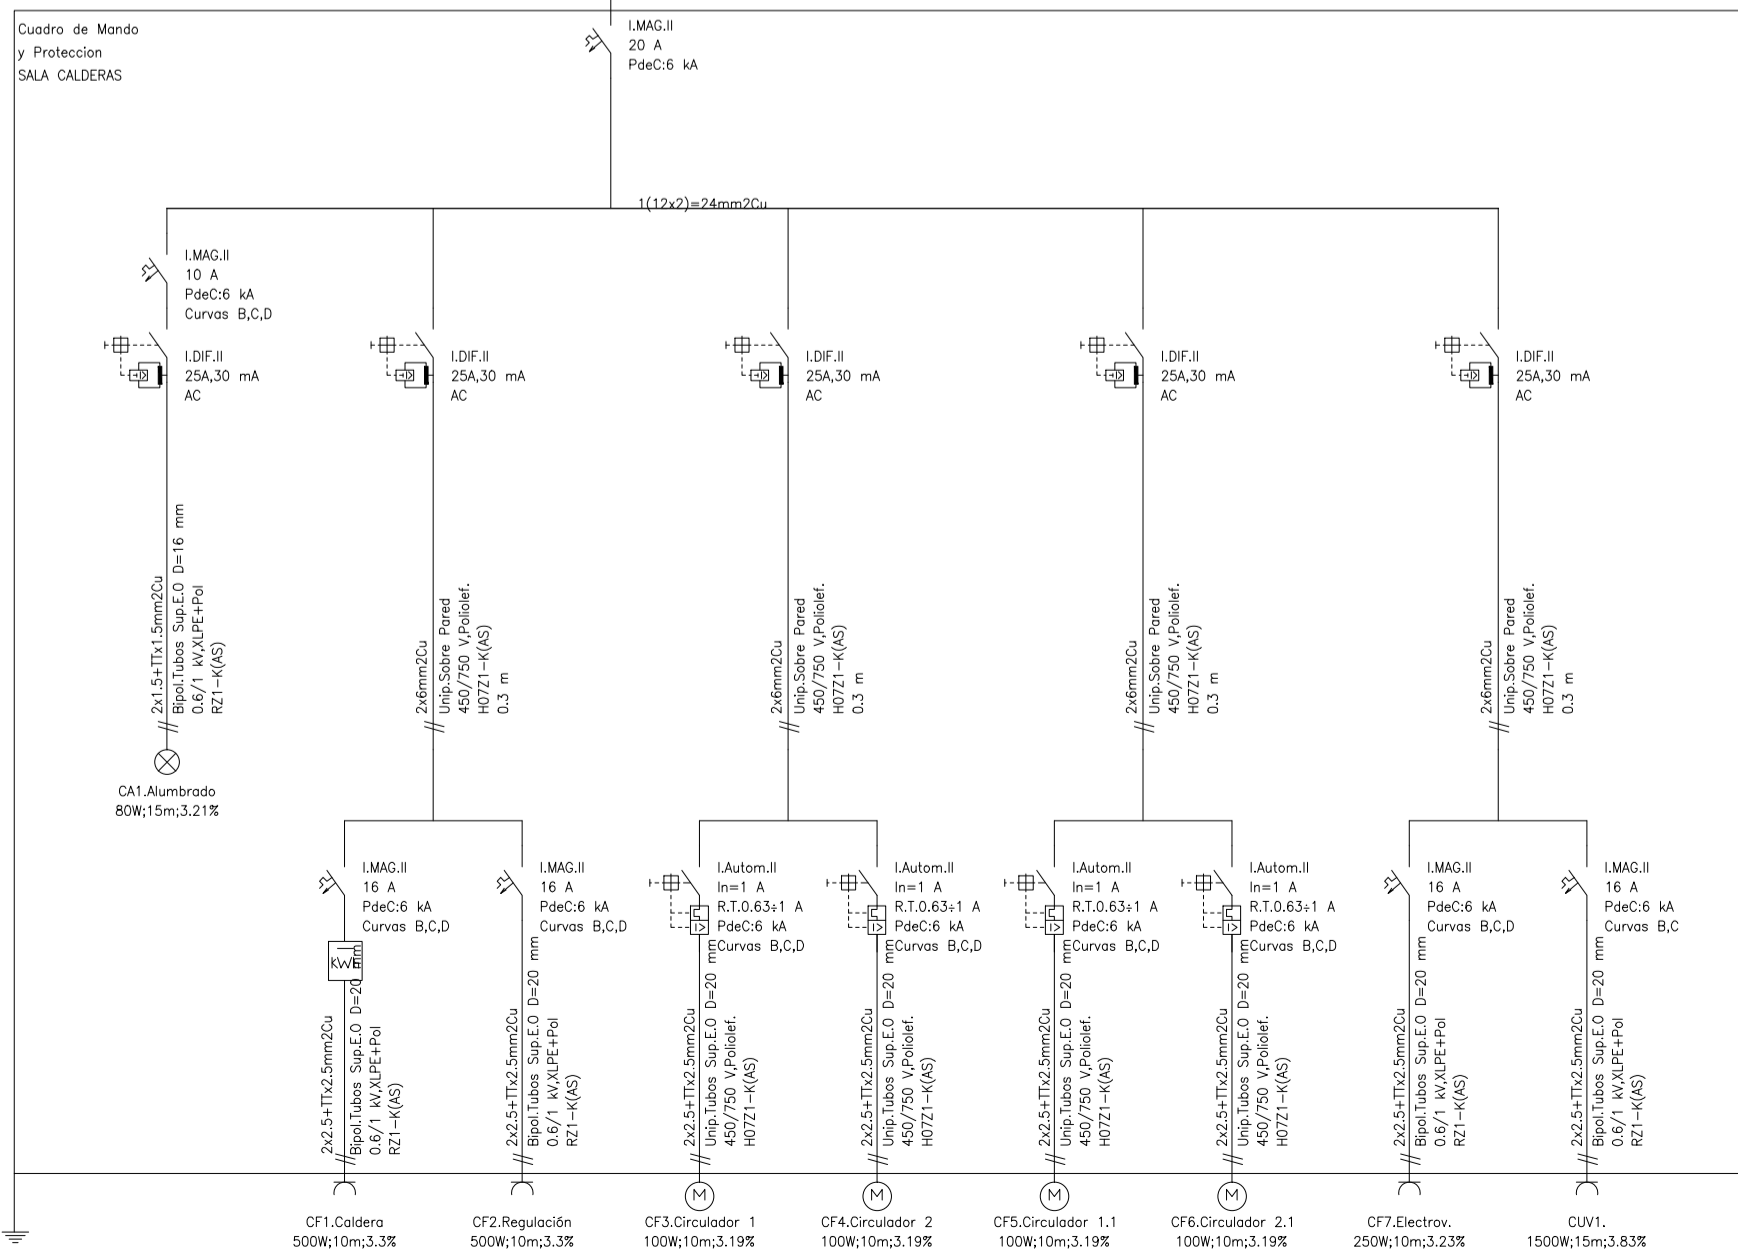 Cuadro de Mando
y Proteccion
SALA CALDERAS
I.MAG.II
20 A
PdeC:6 kA
1(12x2)=24mm2Cu
I.MAG.II
10 A
PdeC:6 kA
Curvas B,C,D
I.DIF.II
25A,30 mA
AC
I.DIF.II
25A,30 mA
AC
I.DIF.II
25A,30 mA
AC
I.DIF.II
25A,30 mA
AC
I.DIF.II
25A,30 mA
AC
2x1.5+TTx1.5mm2Cu
Bipol.Tubos Sup.E.O D=16 mm
0.6/1 kV,XLPE+Pol
RZ1-K(AS)
2x6mm2Cu
Unip.Sobre Pared
450/750 V,Poliolef.
H07Z1-K(AS)
0.3 m
2x6mm2Cu
Unip.Sobre Pared
450/750 V,Poliolef.
H07Z1-K(AS)
0.3 m
2x6mm2Cu
Unip.Sobre Pared
450/750 V,Poliolef.
H07Z1-K(AS)
0.3 m
2x6mm2Cu
Unip.Sobre Pared
450/750 V,Poliolef.
H07Z1-K(AS)
0.3 m
CA1.Alumbrado
80W;15m;3.21%
I.MAG.II
16 A
PdeC:6 kA
Curvas B,C,D
I.MAG.II
16 A
PdeC:6 kA
Curvas B,C,D
I.Autom.II
In=1 A
R.T.0.63÷1 A
PdeC:6 kA
Curvas B,C,D
I.Autom.II
In=1 A
R.T.0.63÷1 A
PdeC:6 kA
Curvas B,C,D
I.Autom.II
In=1 A
R.T.0.63÷1 A
PdeC:6 kA
Curvas B,C,D
I.Autom.II
In=1 A
R.T.0.63÷1 A
PdeC:6 kA
Curvas B,C,D
I.MAG.II
16 A
PdeC:6 kA
Curvas B,C,D
I.MAG.II
16 A
PdeC:6 kA
Curvas B,C
KWh
2x2.5+TTx2.5mm2Cu
Bipol.Tubos Sup.E.O D=20 mm
0.6/1 kV,XLPE+Pol
RZ1-K(AS)
2x2.5+TTx2.5mm2Cu
Bipol.Tubos Sup.E.O D=20 mm
0.6/1 kV,XLPE+Pol
RZ1-K(AS)
2x2.5+TTx2.5mm2Cu
Unip.Tubos Sup.E.O D=20 mm
450/750 V,Poliolef.
H07Z1-K(AS)
2x2.5+TTx2.5mm2Cu
Unip.Tubos Sup.E.O D=20 mm
450/750 V,Poliolef.
H07Z1-K(AS)
2x2.5+TTx2.5mm2Cu
Unip.Tubos Sup.E.O D=20 mm
450/750 V,Poliolef.
H07Z1-K(AS)
2x2.5+TTx2.5mm2Cu
Unip.Tubos Sup.E.O D=20 mm
450/750 V,Poliolef.
H07Z1-K(AS)
2x2.5+TTx2.5mm2Cu
Bipol.Tubos Sup.E.O D=20 mm
0.6/1 kV,XLPE+Pol
RZ1-K(AS)
2x2.5+TTx2.5mm2Cu
Bipol.Tubos Sup.E.O D=20 mm
0.6/1 kV,XLPE+Pol
RZ1-K(AS)
M
M
M
M
CF1.Caldera
500W;10m;3.3%
CF2.Regulación
500W;10m;3.3%
CF3.Circulador 1
100W;10m;3.19%
CF4.Circulador 2
100W;10m;3.19%
CF5.Circulador 1.1
100W;10m;3.19%
CF6.Circulador 2.1
100W;10m;3.19%
CF7.Electrov.
250W;10m;3.23%
CUV1.
1500W;15m;3.83%